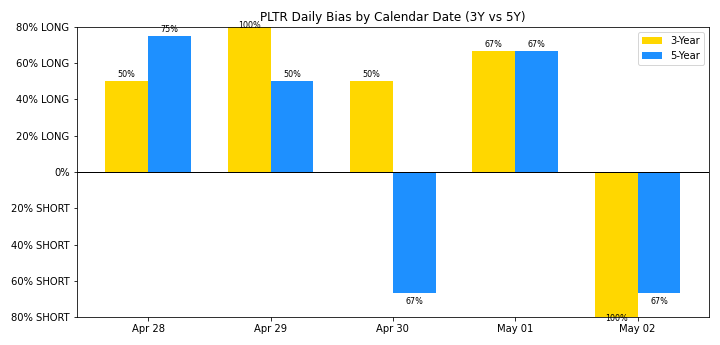 PLTR Daily Bias by Calendar Date (3Y vs 5Y)
80% LONG
60% LONG
40% LONG
20% LONG
0%
20% SHORT
40% SHORT
60% SHORT
80% SHORT
50%
75%
100%
50%
50%
67%
67%
67%
100%
67%
3-Year
5-Year
Apr 28
Apr 29
Apr 30
May 01
May 02